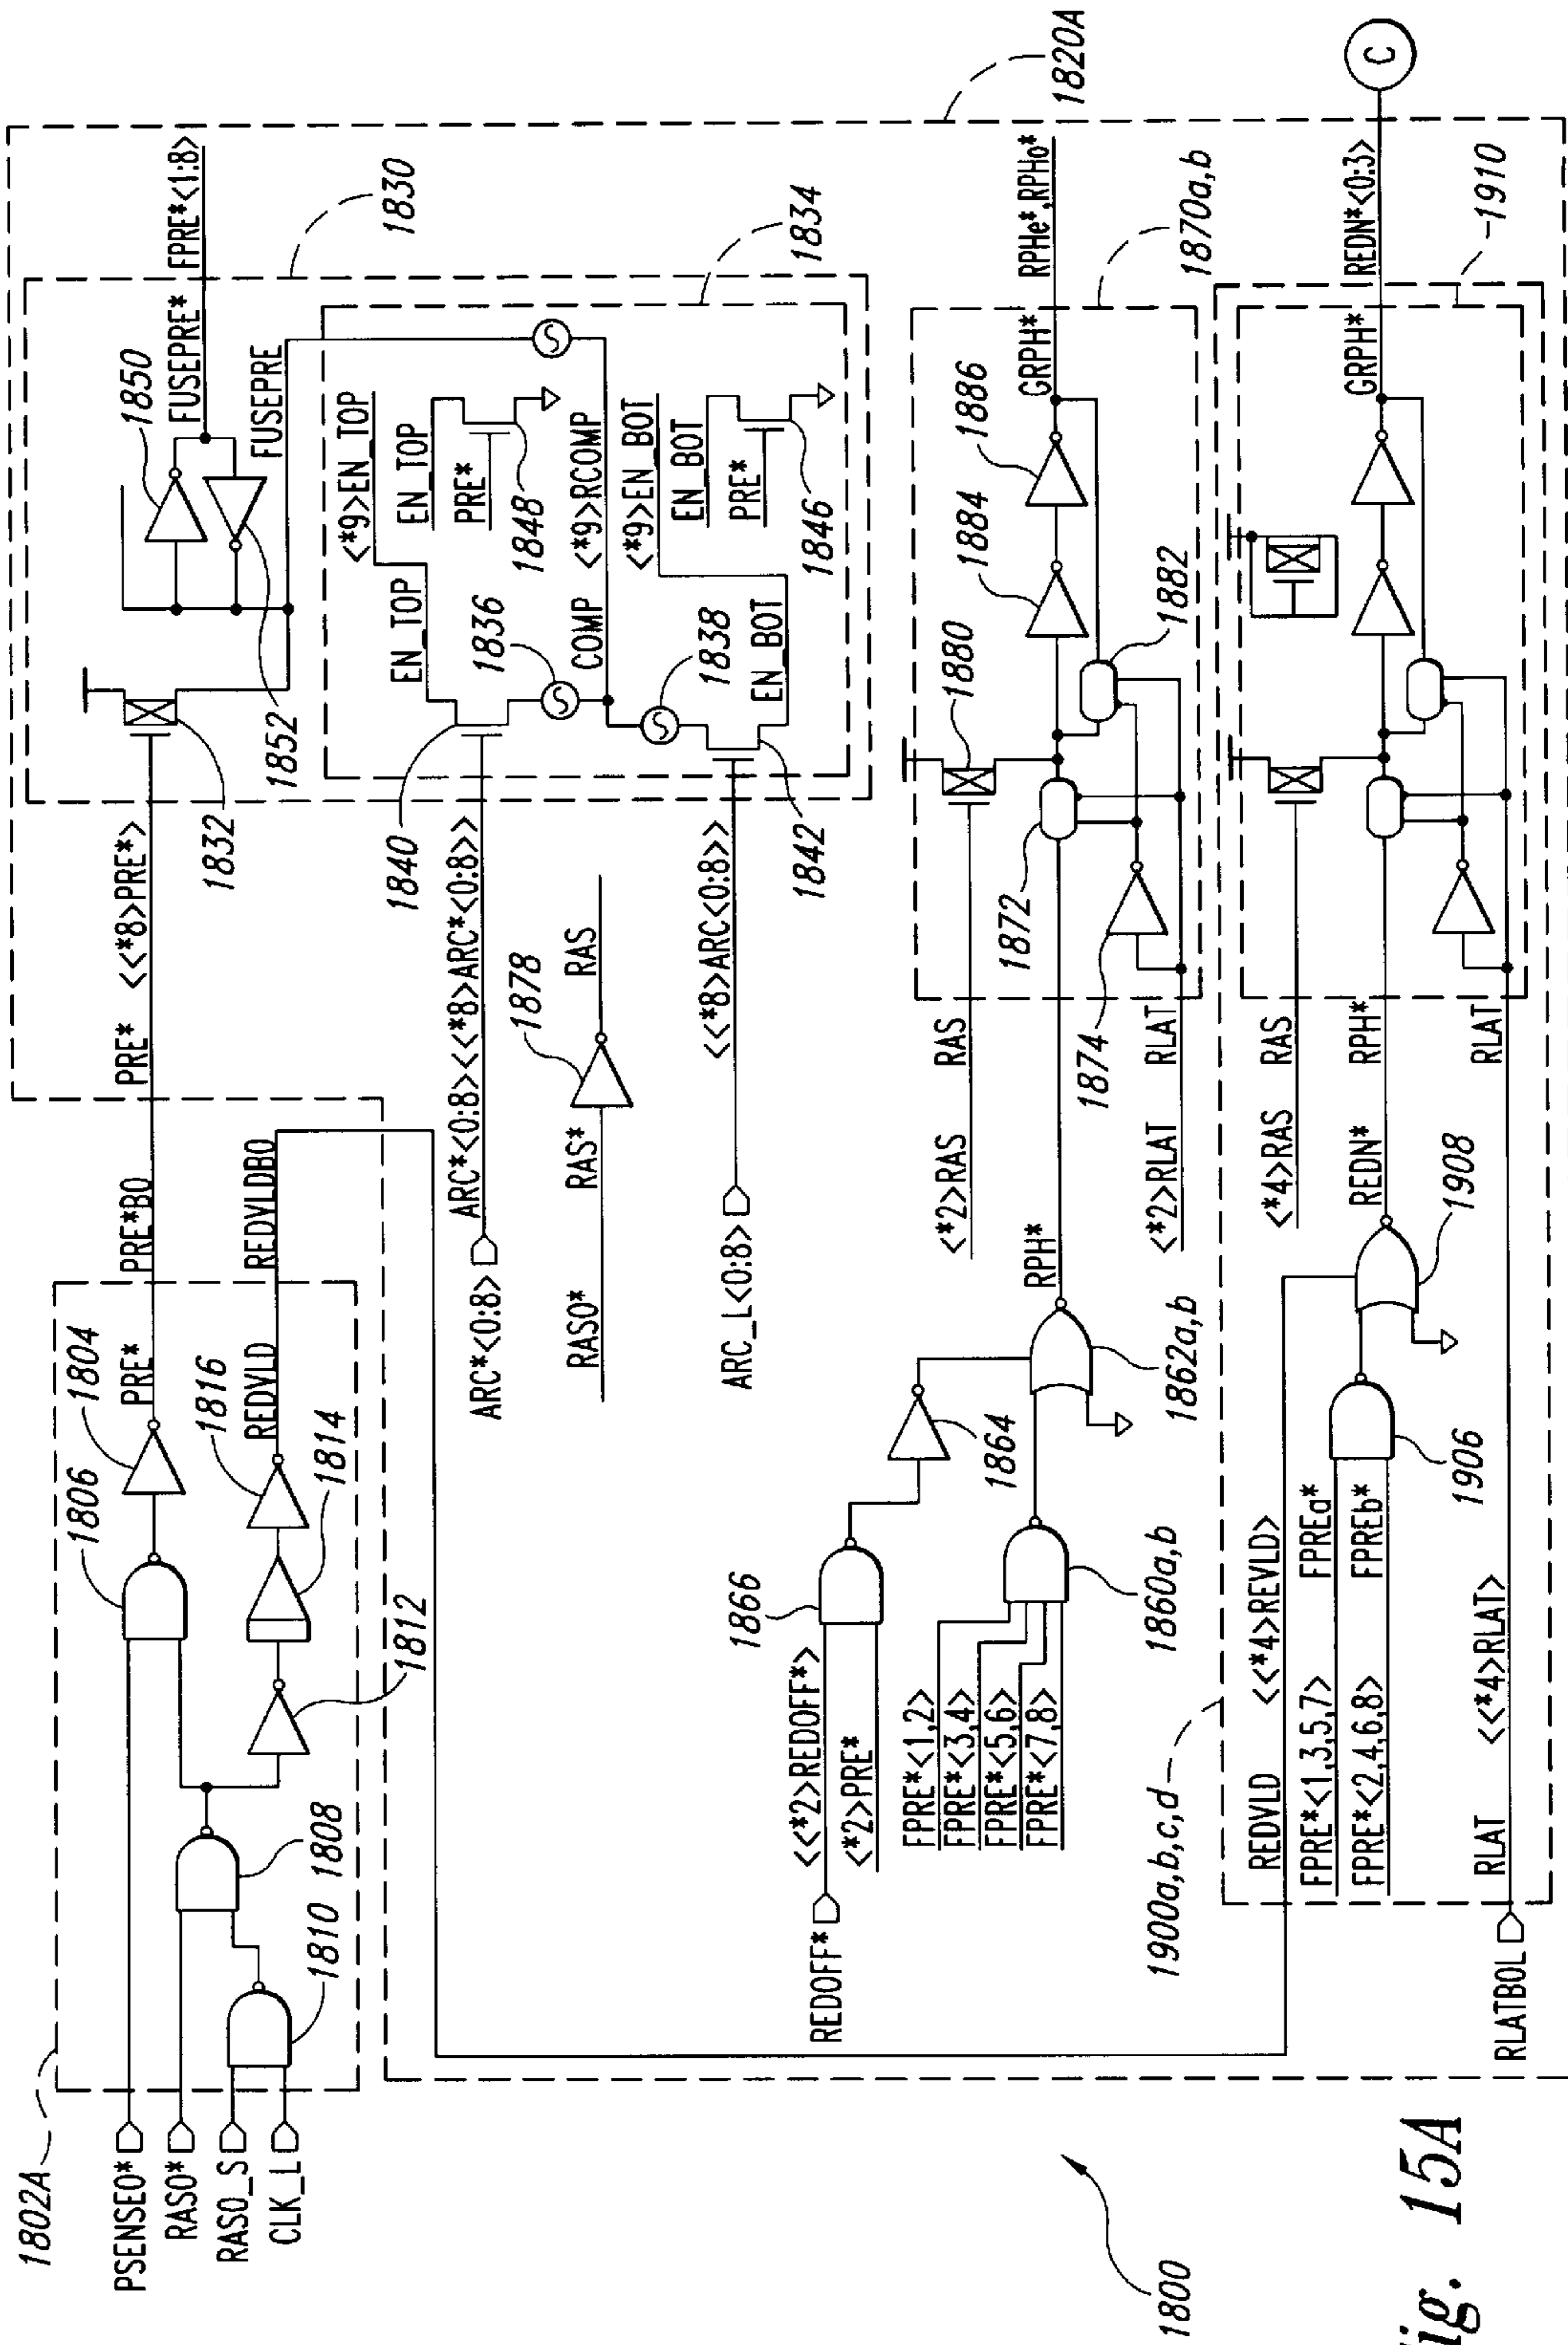 1802A
PSENSE0*
RAS0*
RAS0_S
CLK_L
1810
1808
1806
1804
PRE*
1812
1814
1816
REDVLD
PRE*BO
REDVLDBO
PRE* <<*8>PRE*>
1832
1852
1850
FUSEPRE*
FPRE*<1:8>
FUSEPRE
1830
1834
ARC*<0:8>
ARC*<0:8><<*8>ARC*<0:8>>
1840
EN_TOP
<*9>EN_TOP
EN_TOP
PRE*
1848
1836
COMP
<*9>RCOMP
1838
EN_BOT
<*9>EN_BOT
EN_BOT
PRE*
1846
RAS0*
RAS*
1878
RAS
ARC_L<0:8>
<<*8>ARC<0:8>>
1842
1820A
REDOFF*
<<*2>REDOFF*>
<*2>PRE*
1866
1864
FPRE*<1,2>
FPRE*<3,4>
FPRE*<5,6>
FPRE*<7,8>
1860a,b
1862a,b
RPH*
<*2>RAS RAS
1872
1880
1874
<*2>RLAT RLAT
1884
1886
1882
GRPH*
RPHe*,RPHo*
1870a,b
1900a,b,c,d
REDVLD
<<*4>REVLD>
FPRE*<1,3,5,7>
FPREa*
FPRE*<2,4,6,8>
FPREb*
1906
1908
REDN*
RPH*
<*4>RAS RAS
RLATBOL
RLAT
<<*4>RLAT>
RLAT
GRPH*
REDN*<0:3>
1910
C
1800
Fig. 15A